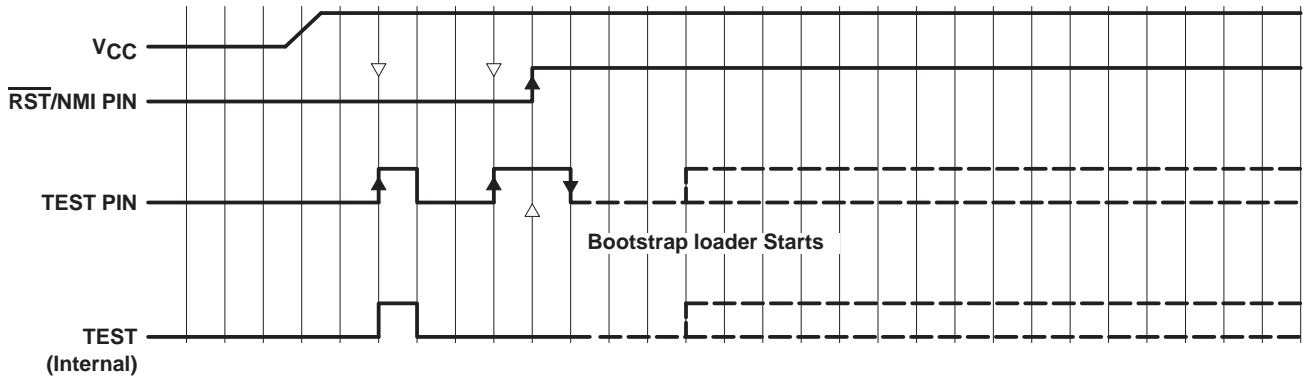 VCC
RST/NMI PIN
TEST PIN
Bootstrap loader Starts
TEST
(Internal)